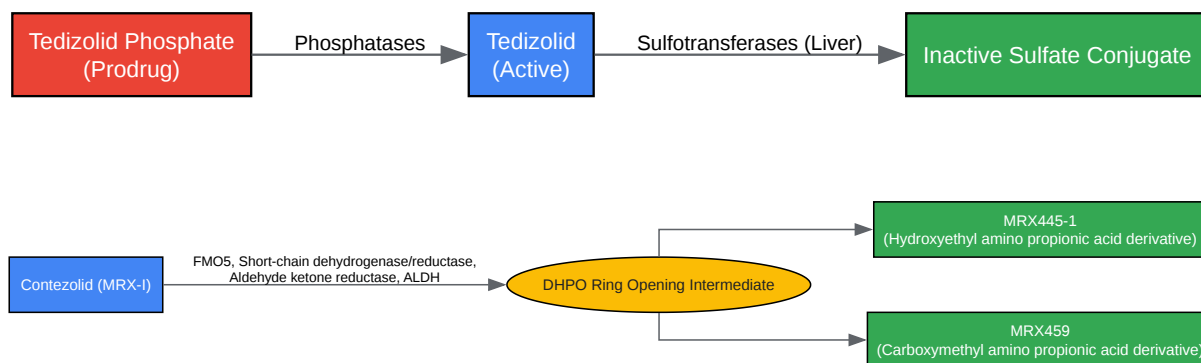 Tedizolid Phosphate
(Prodrug)
Phosphatases
Tedizolid
(Active)
Sulfotransferases (Liver)
Inactive Sulfate Conjugate
Contezolid (MRX-I)
FMO5, Short-chain dehydrogenase/reductase,
Aldehyde ketone reductase, ALDH
DHPO Ring Opening Intermediate
MRX445-1
(Hydroxyethyl amino propionic acid derivative)
MRX459
(Carboxymethyl amino propionic acid derivative)